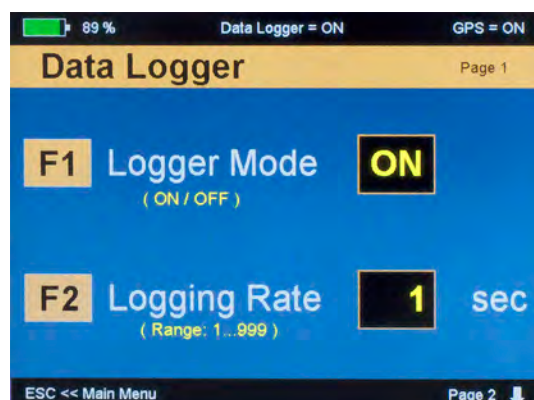 89 % Data Logger = ON GPS = ON
Data Logger Page 1
F1 Logger Mode ON
( ON / OFF )
F2 Logging Rate 1 sec
( Range: 1...999 )
ESC << Main Menu Page 2